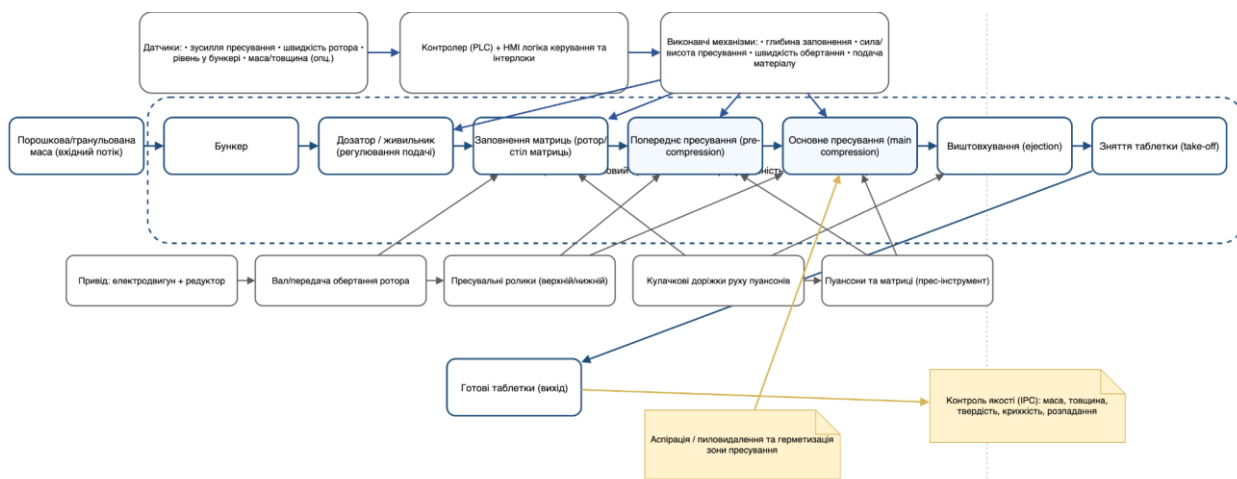 Датчики: • зусилля пресування • швидкість ротора •
рівень у бункері • маса/товщина (опц.)
Контролер (PLC) + HMI логіка керування та
інтерлоки
Виконавчі механізми: • глибина заповнення • сила/
висота пресування • швидкість обертання • подача
матеріалу
Порошкова/гранульована
маса (вхідний потік)
Бункер
Дозатор / живильник
(регулювання подачі)
Заповнення матриць (ротор/
стіл матриць)
Попереднє пресування (pre-
compression)
Основне пресування (main
compression)
Виштовхування (ejection)
Зняття таблетки (take-off)
Привід: електродвигун + редуктор
Вал/передача обертання ротора
Пресувальні ролики (верхній/нижній)
Кулачкові доріжки руху пуансонів
Пуансони та матриці (прес-інструмент)
Готові таблетки (вихід)
Контроль якості (IPC): маса, товщина,
твердість, крихкість, розпадання
Аспірація / пиловидалення та герметизація
зони пресування